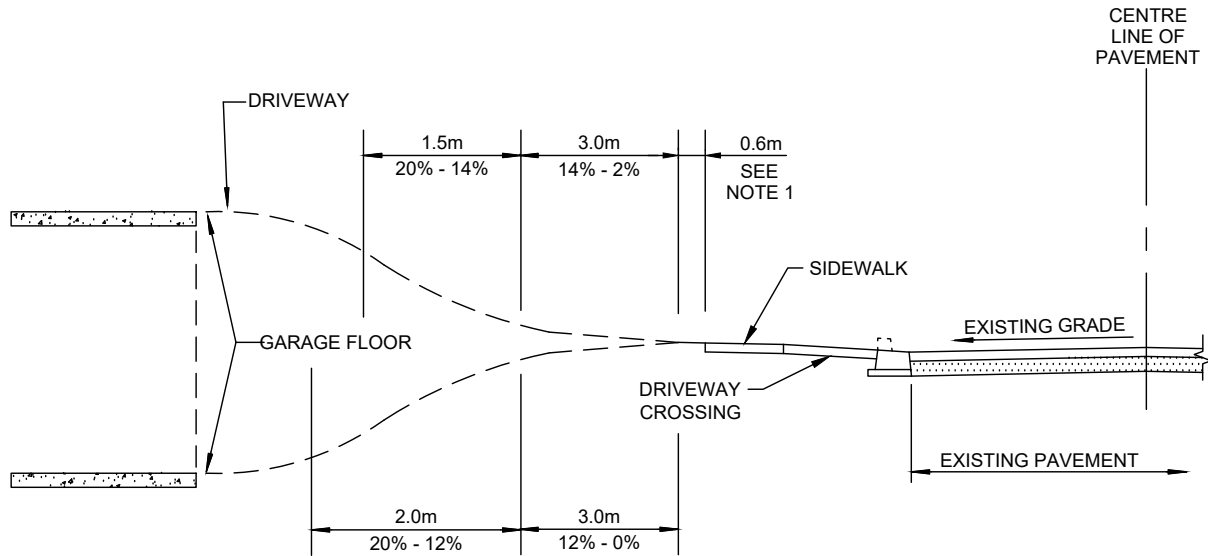 CENTRE
LINE OF
PAVEMENT
DRIVEWAY
1.5m
20% - 14%
3.0m
14% - 2%
0.6m
SEE
NOTE 1
SIDEWALK
EXISTING GRADE
GARAGE FLOOR
DRIVEWAY
CROSSING
EXISTING PAVEMENT
2.0m
20% - 12%
3.0m
12% - 0%